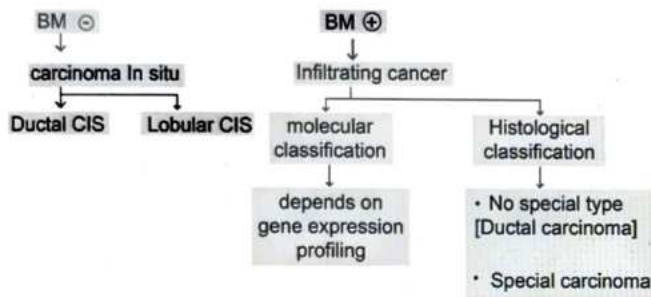 BM ⊖
carcinoma In situ
Ductal CIS
Lobular CIS
BM ⊕
Infiltrating cancer
molecular
classification
depends on
gene expression
profiling
Histological
classification
• No special type
[Ductal carcinoma]
• Special carcinoma